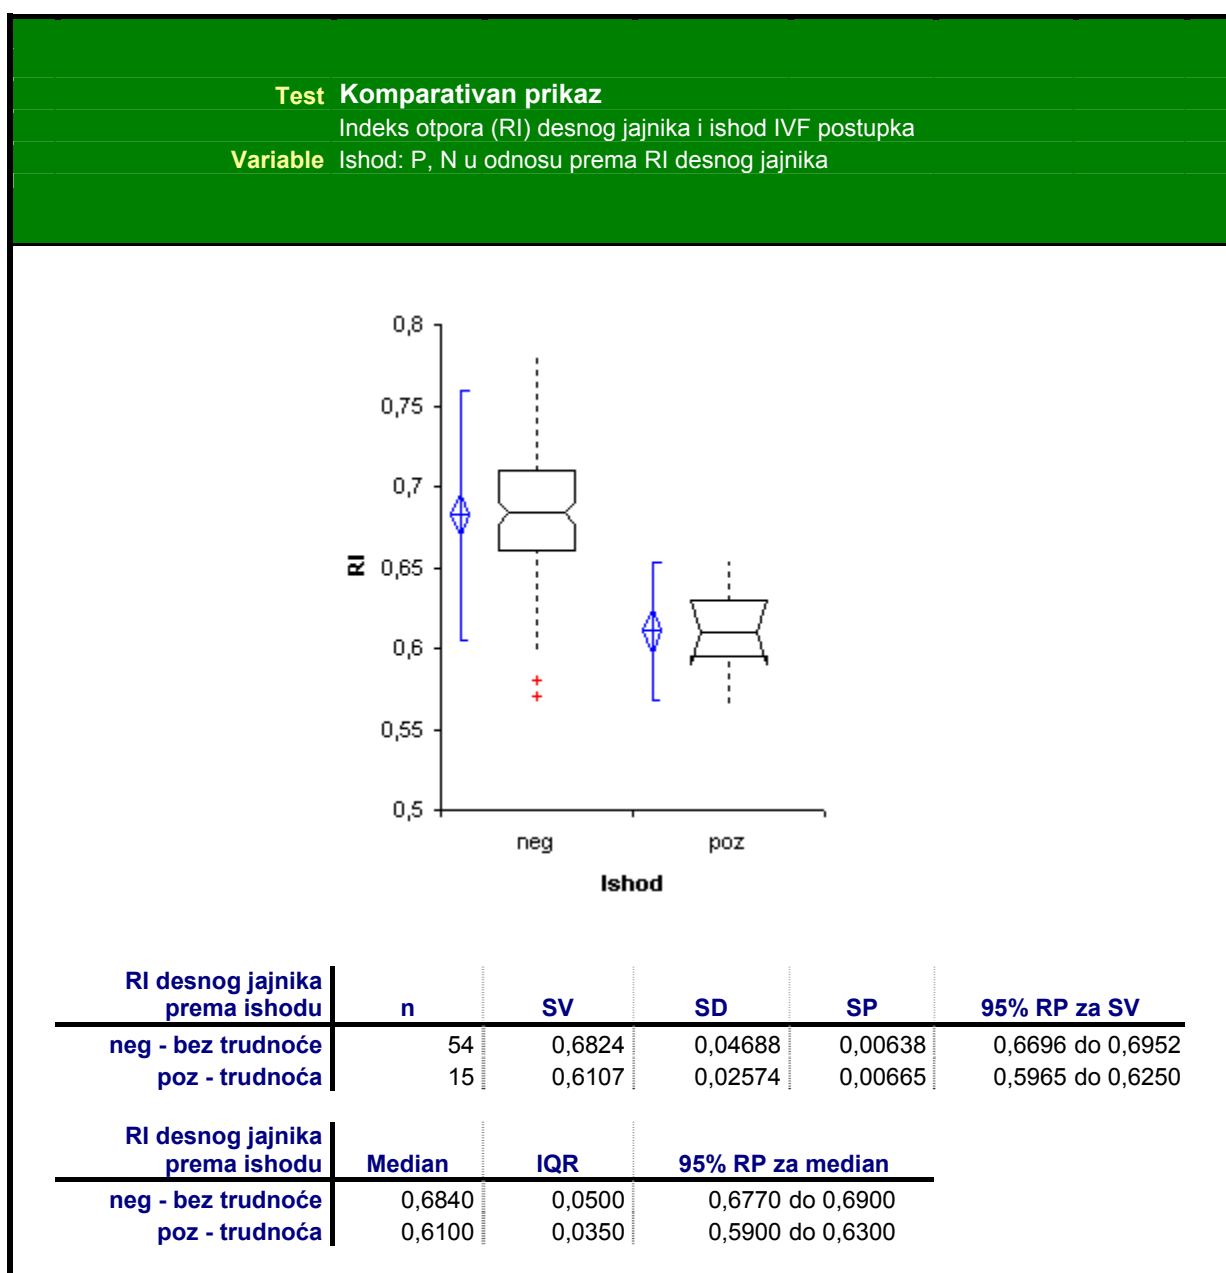 Test Komparativan prikaz
Indeks otpora (RI) desnog jajnika i ishod IVF postupka
Variable Ishod: P, N u odnosu prema RI desnog jajnika
0,8
0,75
0,7
0,65
0,6
0,55
0,5
RI
neg poz
Ishod
RI desnog jajnika
prema ishodu n SV SD SP 95% RP za SV
neg - bez trudnoće 54 0,6824 0,04688 0,00638 0,6696 do 0,6952
poz - trudnoća 15 0,6107 0,02574 0,00665 0,5965 do 0,6250
RI desnog jajnika
prema ishodu Median IQR 95% RP za median
neg - bez trudnoće 0,6840 0,0500 0,6770 do 0,6900
poz - trudnoća 0,6100 0,0350 0,5900 do 0,6300